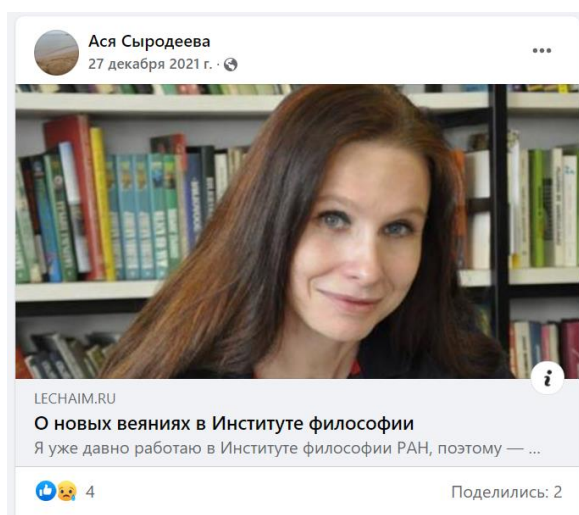 Ася Сыродеева
27 декабря 2021 г. ·
LECHAIM.RU
О новых веяниях в Институте философии
Я уже давно работаю в Институте философии РАН, поэтому — ...
4
Поделились: 2